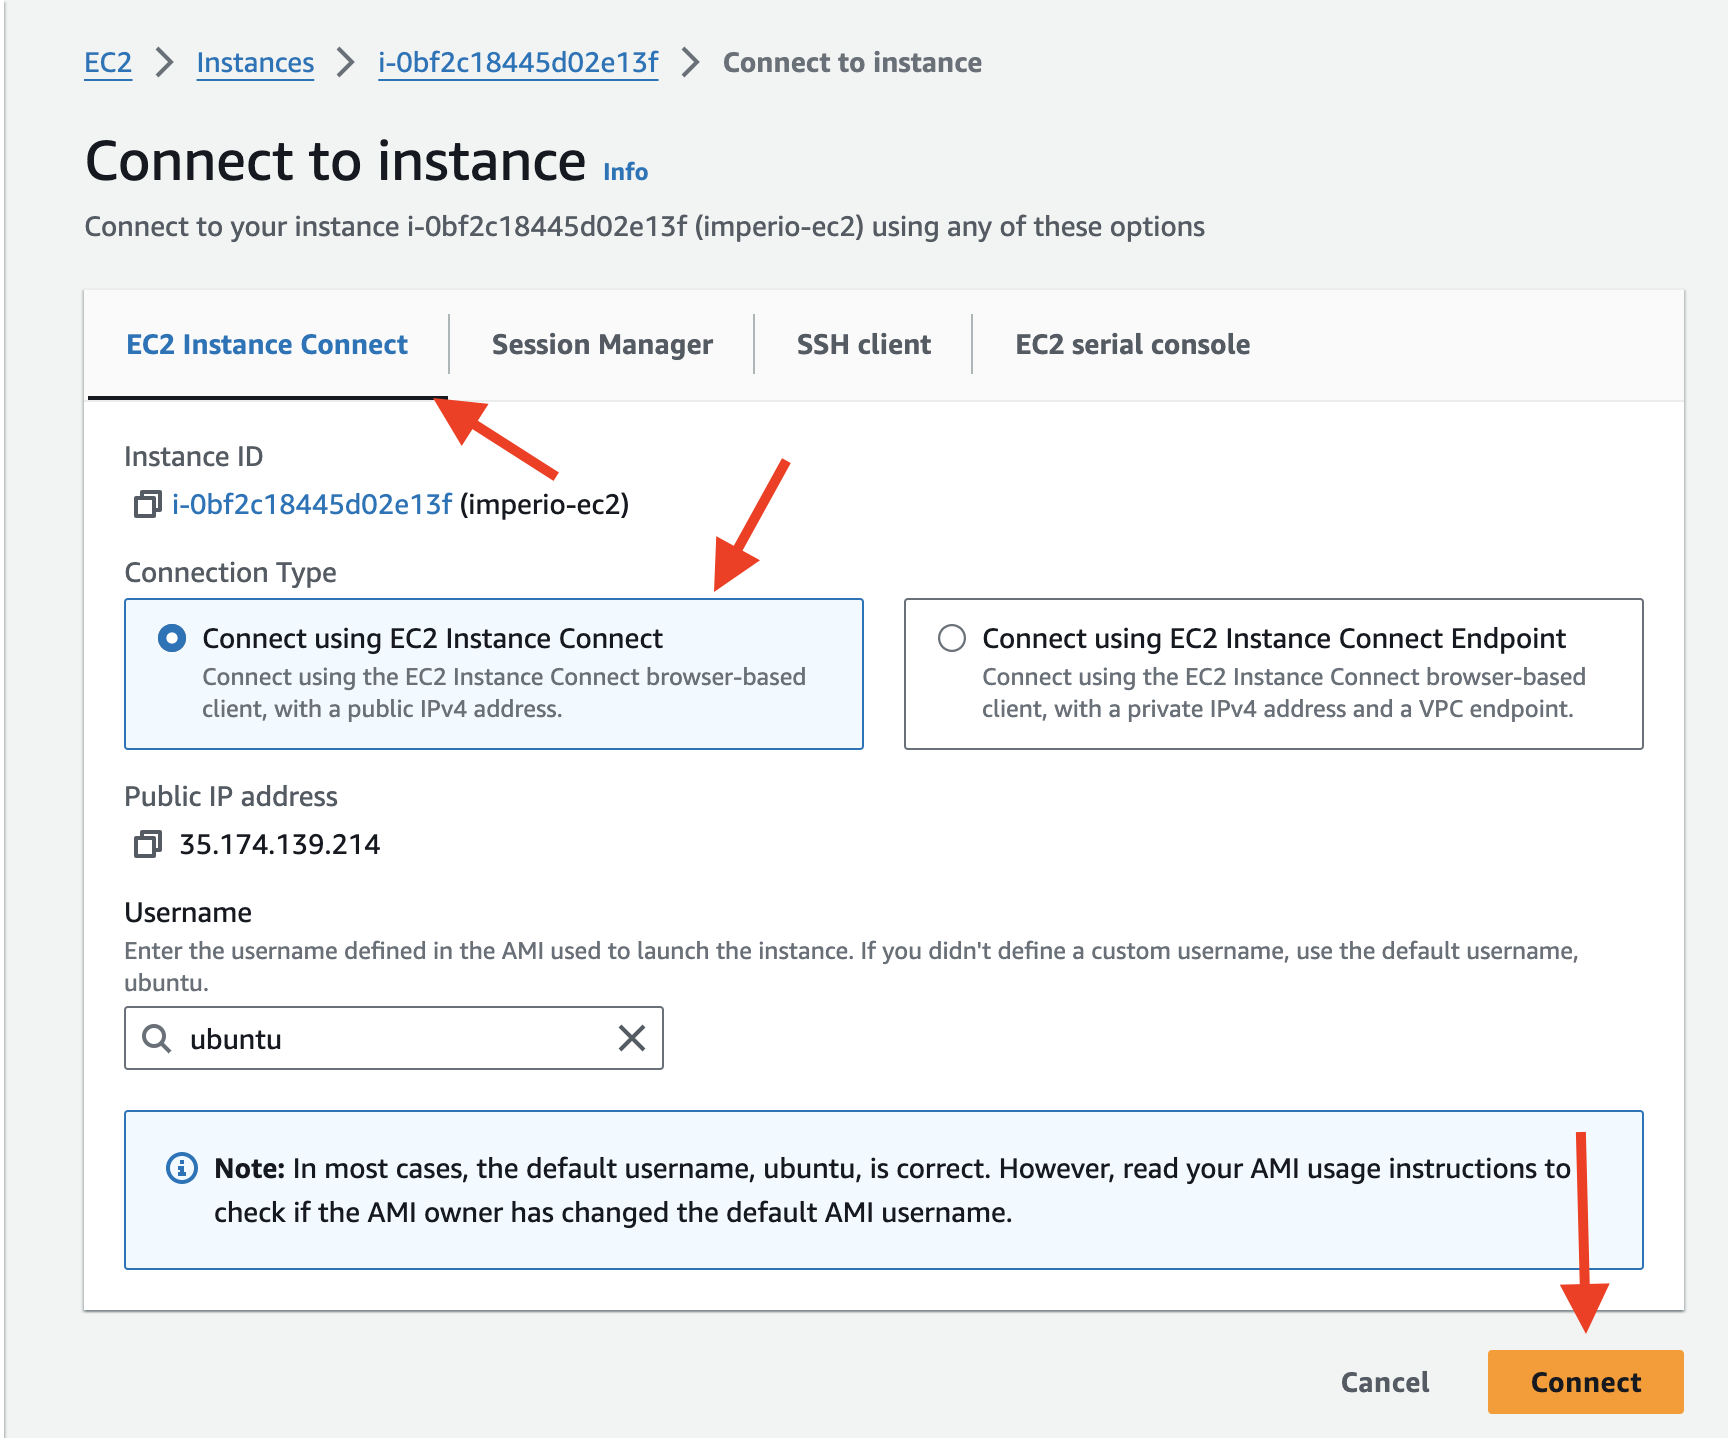 EC2 > Instances > i-0bf2c18445d02e13f > Connect to instance
Connect to instance Info
Connect to your instance i-0bf2c18445d02e13f (imperio-ec2) using any of these options
EC2 Instance Connect Session Manager SSH client EC2 serial console
Instance ID
i-0bf2c18445d02e13f (imperio-ec2)
Connection Type
Connect using EC2 Instance Connect
Connect using the EC2 Instance Connect browser-based
client, with a public IPv4 address.
Connect using EC2 Instance Connect Endpoint
Connect using the EC2 Instance Connect browser-based
client, with a private IPv4 address and a VPC endpoint.
Public IP address
35.174.139.214
Username
Enter the username defined in the AMI used to launch the instance. If you didn't define a custom username, use the default username,
ubuntu.
ubuntu
Note: In most cases, the default username, ubuntu, is correct. However, read your AMI usage instructions to
check if the AMI owner has changed the default AMI username.
Cancel Connect